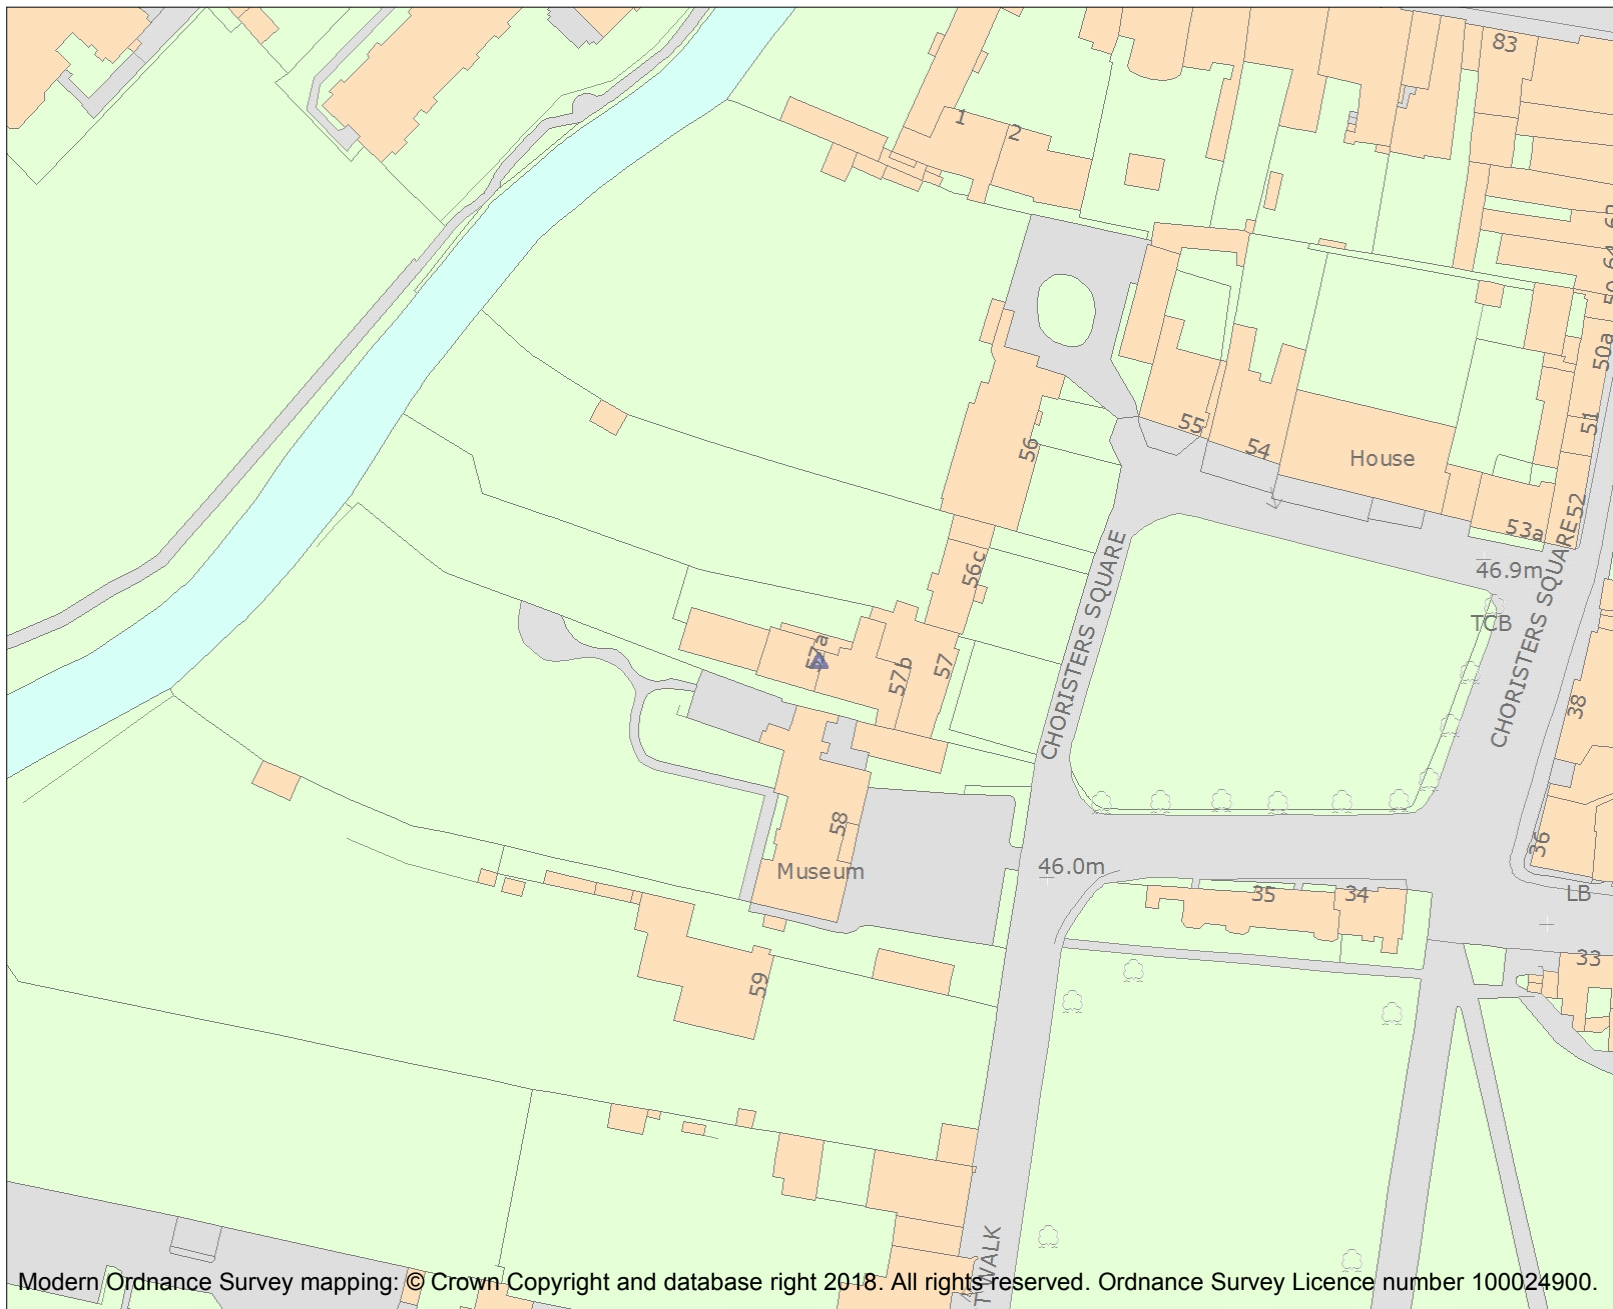 83
1
2
50a
51
55
54
House
56
52
53a
CHORISTERS SQUARE
CHORISTERS SQUARE
46.9m
TCB
56c
57a
57b
57
38
58
Museum
36
46.0m
35
34
LB
33
59
WALK
Modern Ordnance Survey mapping: © Crown Copyright and database right 2018. All rights reserved. Ordnance Survey Licence number 100024900.